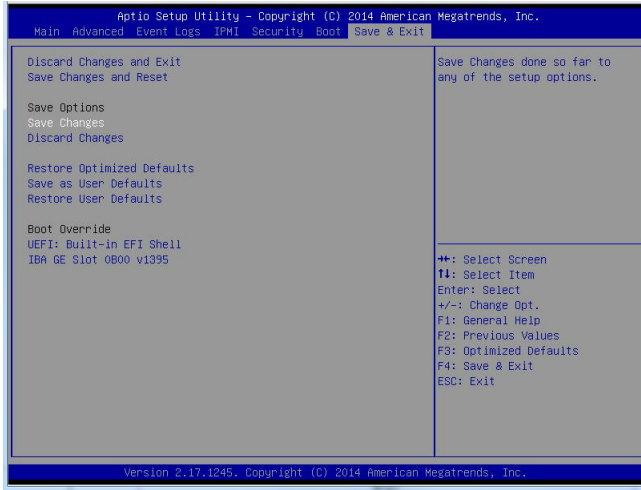 Aptio Setup Utility – Copyright (C) 2014 American Megatrends, Inc.
Main Advanced Event Logs IPMI Security Boot Save & Exit
Discard Changes and Exit
Save Changes and Reset
Save Options
Save Changes
Discard Changes
Restore Optimized Defaults
Save as User Defaults
Restore User Defaults
Boot Override
UEFI: Built-in EFI Shell
IBA GE Slot 0B00 v1395
Save Changes done so far to
any of the setup options.
→←: Select Screen
↑↓: Select Item
Enter: Select
+/-: Change Opt.
F1: General Help
F2: Previous Values
F3: Optimized Defaults
F4: Save & Exit
ESC: Exit
Version 2.17.1245. Copyright (C) 2014 American Megatrends, Inc.